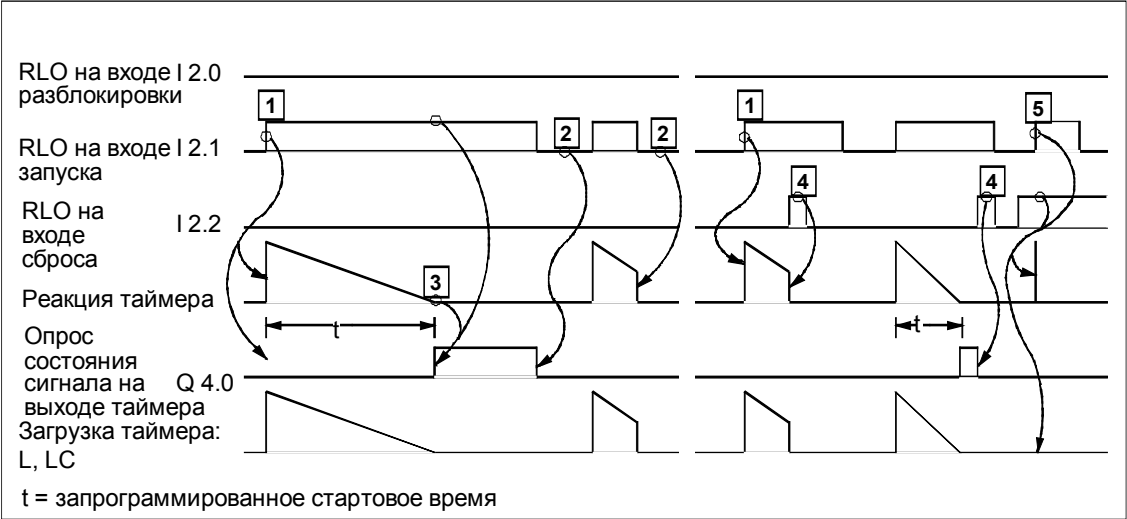 RLO на входе I 2.0
разблокировки
1
1
5
2
2
RLO на входе I 2.1
запуска
4
4
RLO на
входе I 2.2
сброса
3
Реакция таймера
t
t
Опрос
состояния
сигнала на Q 4.0
выходе таймера
Загрузка таймера:
L, LC
t = запрограммированное стартовое время